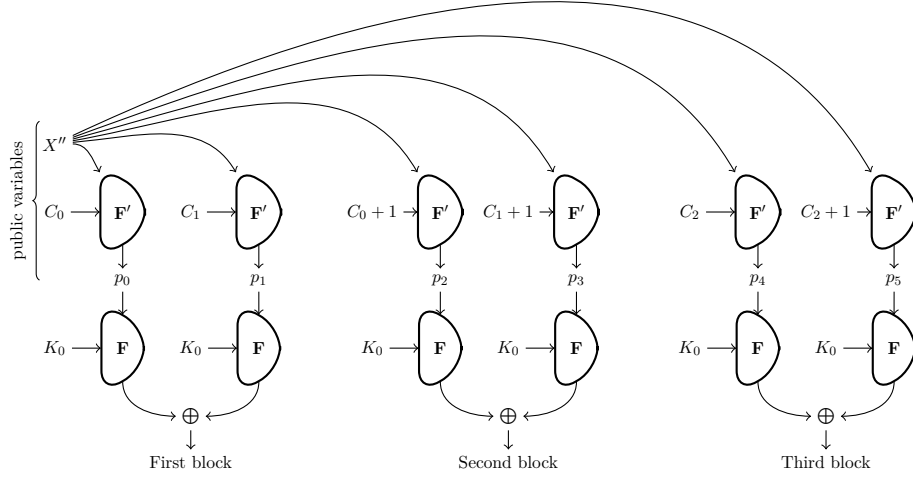 public variables
X″
C₀ F′ C₁ F′ C₀ + 1 F′ C₁ + 1 F′ C₂ F′ C₂ + 1 F′
p₀ p₁ p₂ p₃ p₄ p₅
K₀ F K₀ F K₀ F K₀ F K₀ F K₀ F
⊕ ⊕ ⊕
First block Second block Third block